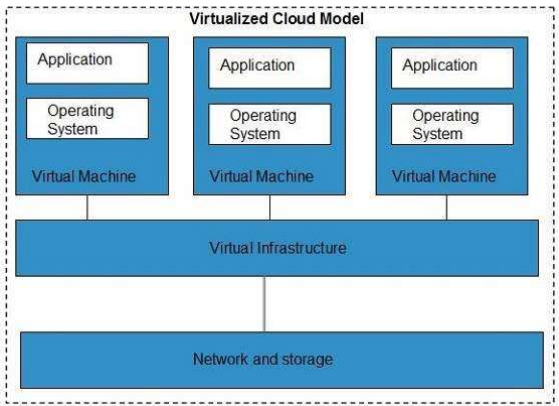 Virtualized Cloud Model
Application
Operating
System
Virtual Machine
Application
Operating
System
Virtual Machine
Application
Operating
System
Virtual Machine
Virtual Infrastructure
Network and storage